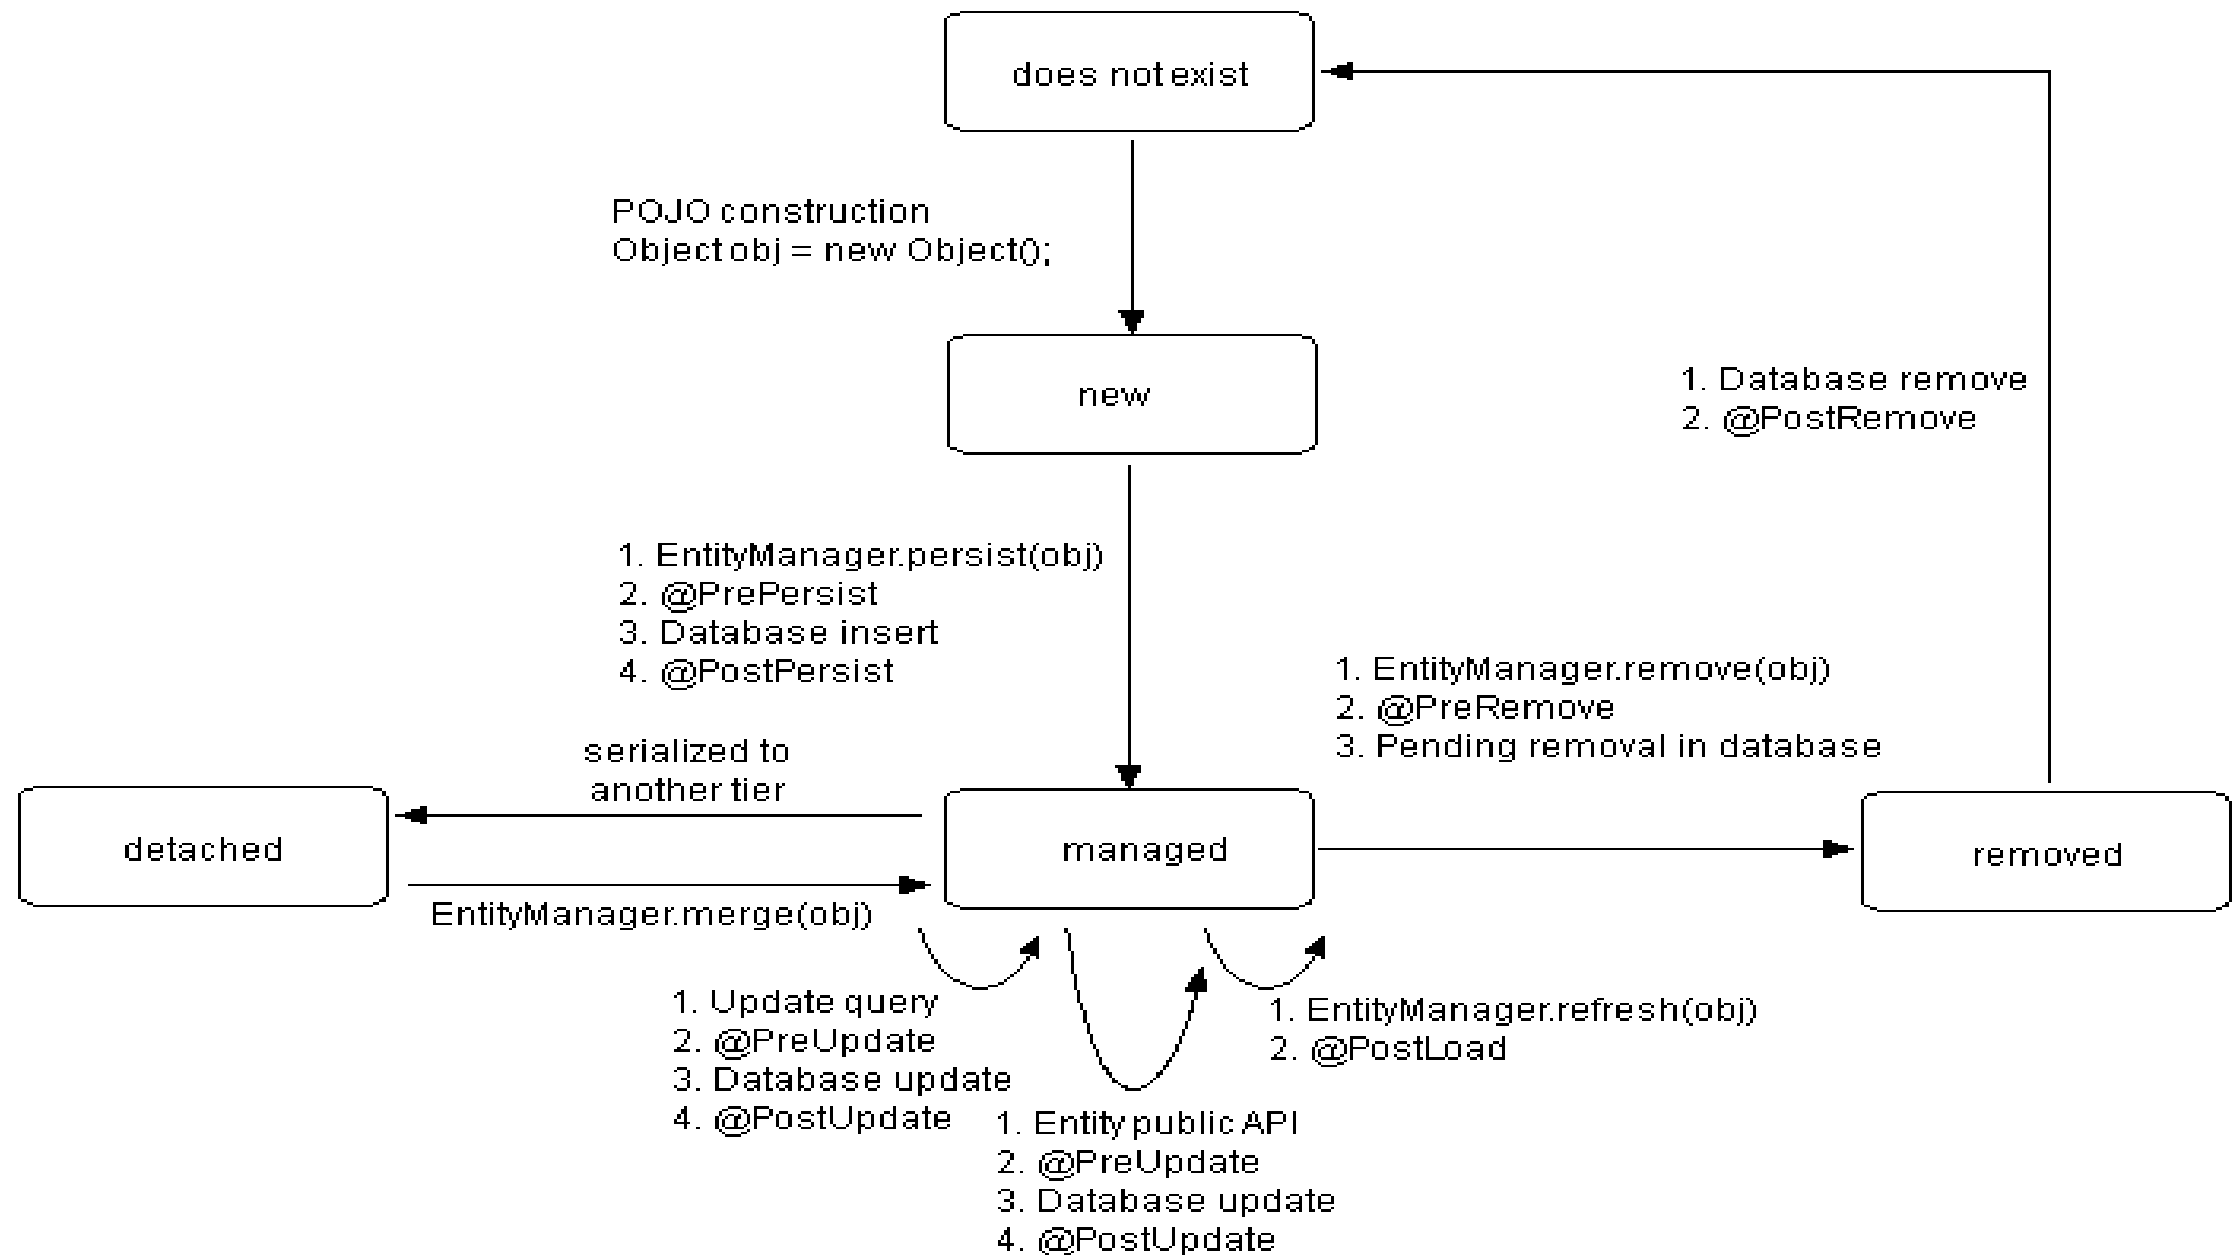 does not exist
POJO construction
Object obj = new Object();
new
1. Database remove
2. @PostRemove
1. EntityManager.persist(obj)
2. @PrePersist
3. Database insert
4. @PostPersist
1. EntityManager.remove(obj)
2. @PreRemove
3. Pending removal in database
serialized to
another tier
detached
managed
removed
EntityManager.merge(obj)
1. Update query
2. @PreUpdate
3. Database update
4. @PostUpdate
1. EntityManager.refresh(obj)
2. @PostLoad
1. Entity public API
2. @PreUpdate
3. Database update
4. @PostUpdate